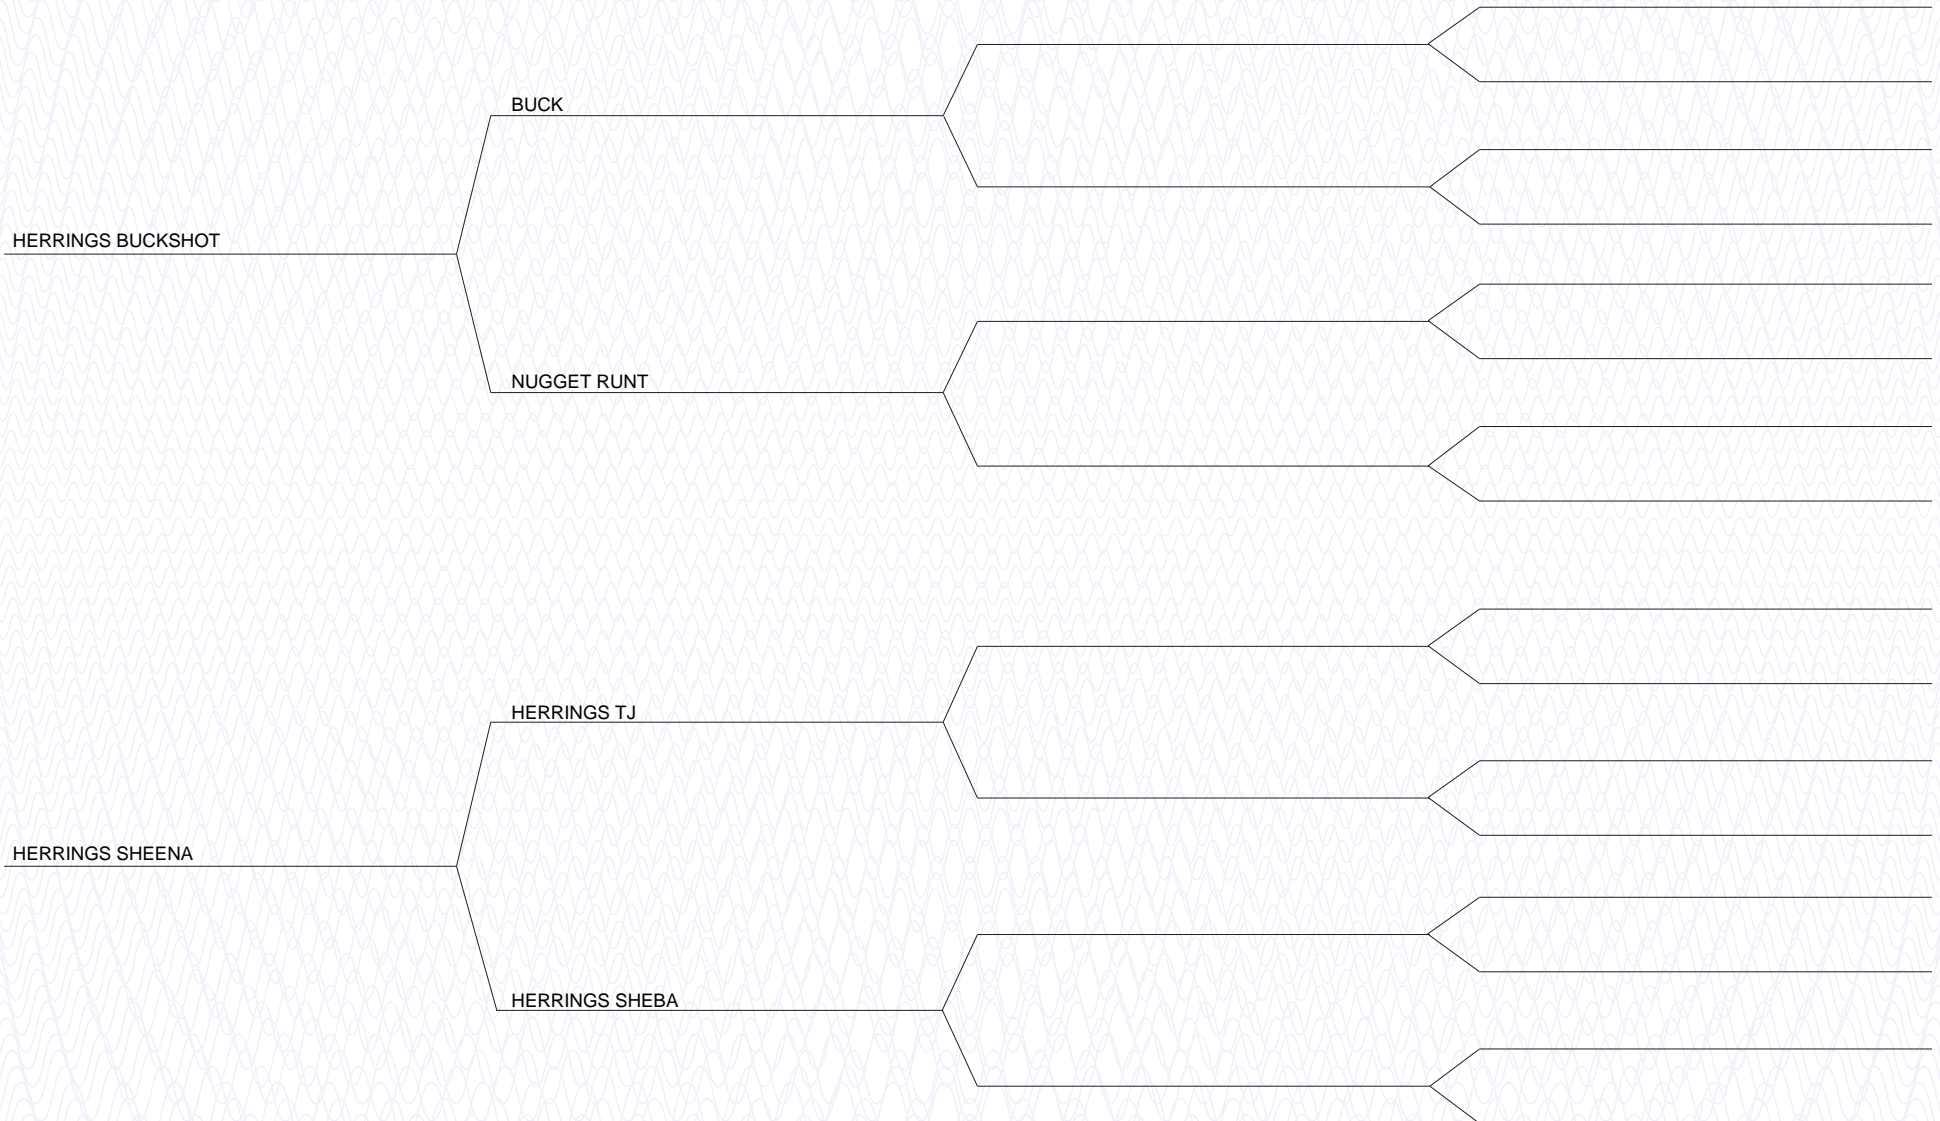 BUCK
HERRINGS BUCKSHOT
NUGGET RUNT
HERRINGS TJ
HERRINGS SHEENA
HERRINGS SHEBA